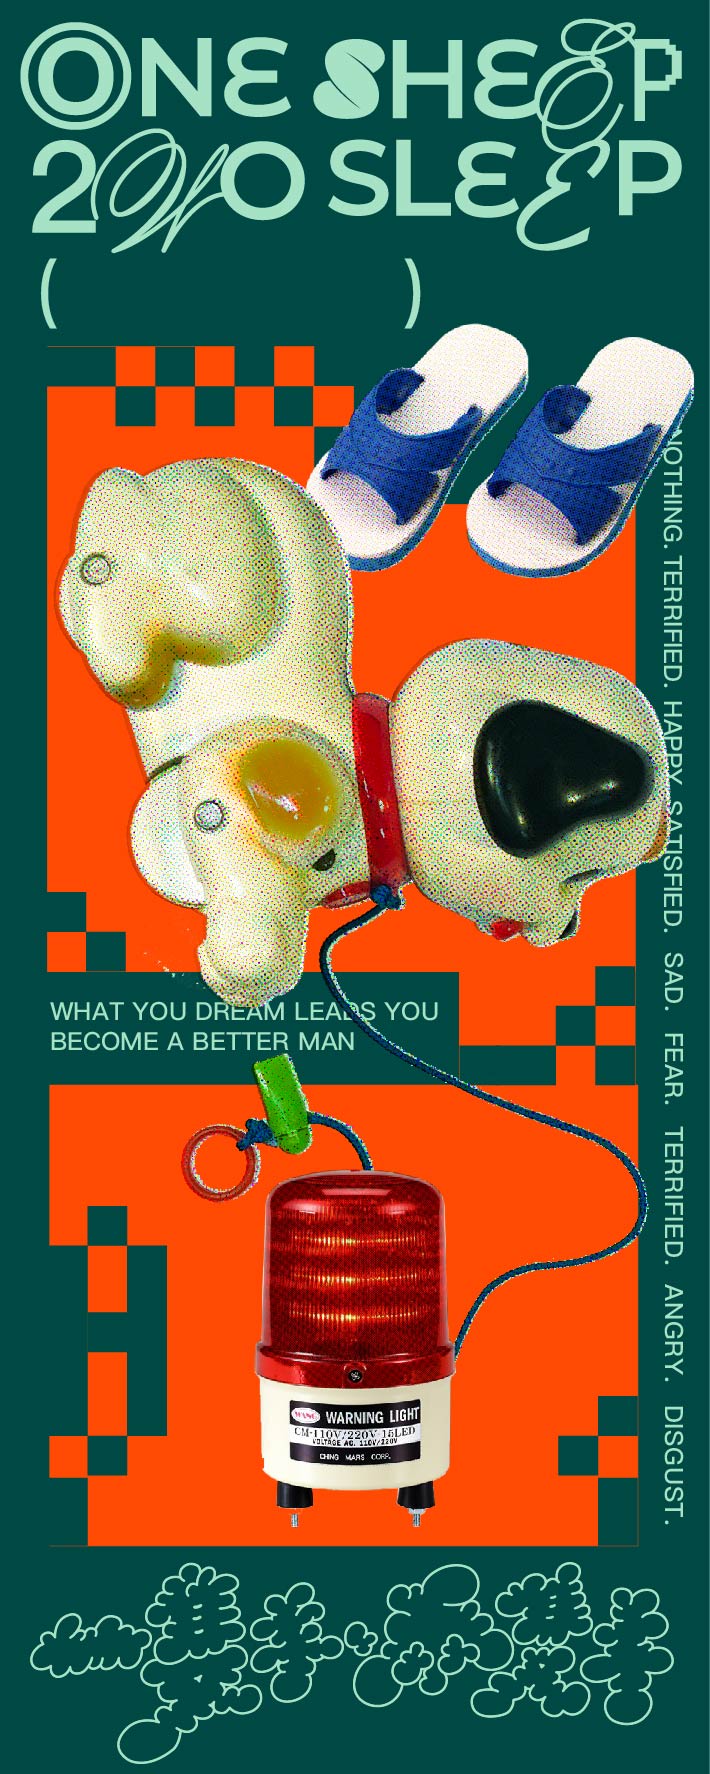 ONE SHEEP
2WO SLEEP
( )
NOTHING. TERRIFIED. HAPPY SATISFIED. SAD. FEAR. TERRIFIED. ANGRY. DISGUST.
WHAT YOU DREAM LEADS YOU
BECOME A BETTER MAN
WARNING LIGHT
CM-110V/220V-15LED
VOLTAGE AC. 110V/220V
CHING MARS CORP.